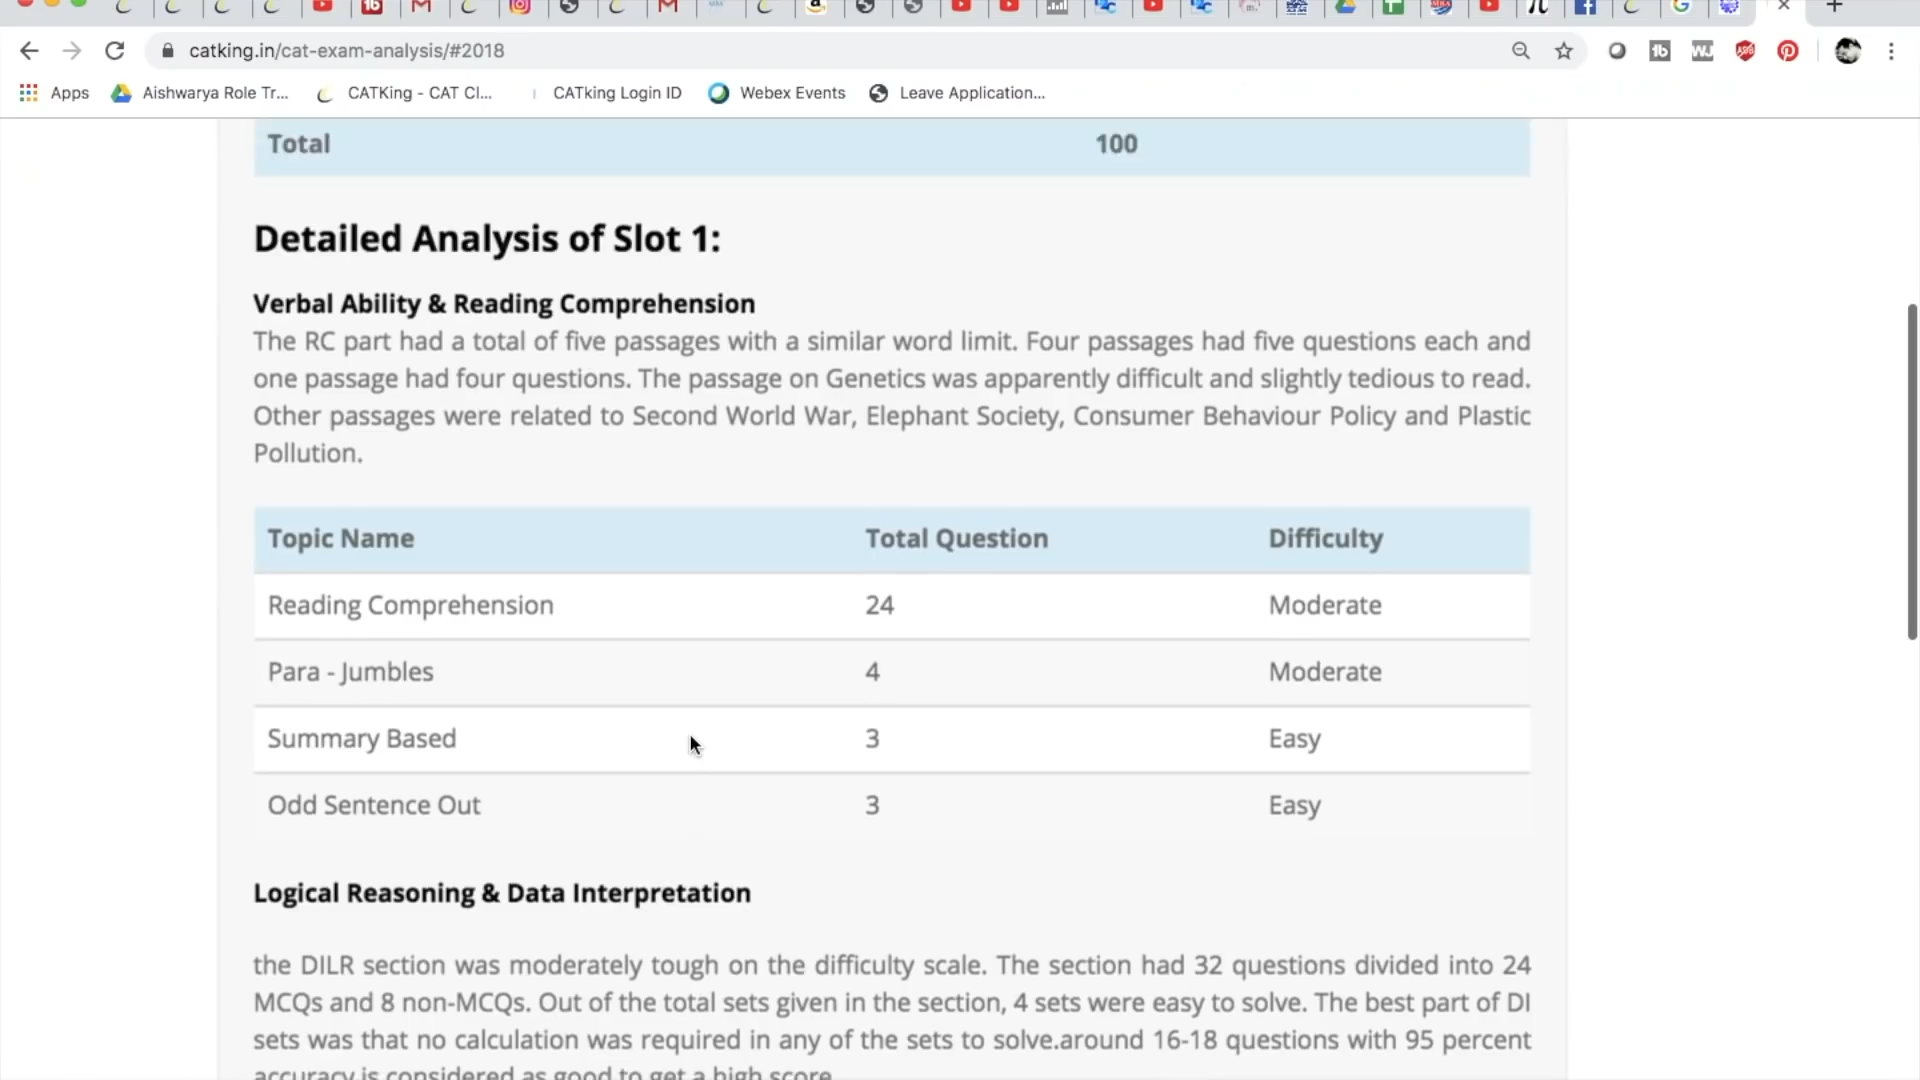 catking.in/cat-exam-analysis/#2018
Apps Aishwarya Role Tr... CATKing - CAT Cl... CATking Login ID Webex Events Leave Application...
Total 100
Detailed Analysis of Slot 1:
Verbal Ability & Reading Comprehension
The RC part had a total of five passages with a similar word limit. Four passages had five questions each and
one passage had four questions. The passage on Genetics was apparently difficult and slightly tedious to read.
Other passages were related to Second World War, Elephant Society, Consumer Behaviour Policy and Plastic
Pollution.
Topic Name Total Question Difficulty
Reading Comprehension 24 Moderate
Para - Jumbles 4 Moderate
Summary Based 3 Easy
Odd Sentence Out 3 Easy
Logical Reasoning & Data Interpretation
the DILR section was moderately tough on the difficulty scale. The section had 32 questions divided into 24
MCQs and 8 non-MCQs. Out of the total sets given in the section, 4 sets were easy to solve. The best part of DI
sets was that no calculation was required in any of the sets to solve.around 16-18 questions with 95 percent
accuracy is considered as good to get a high score